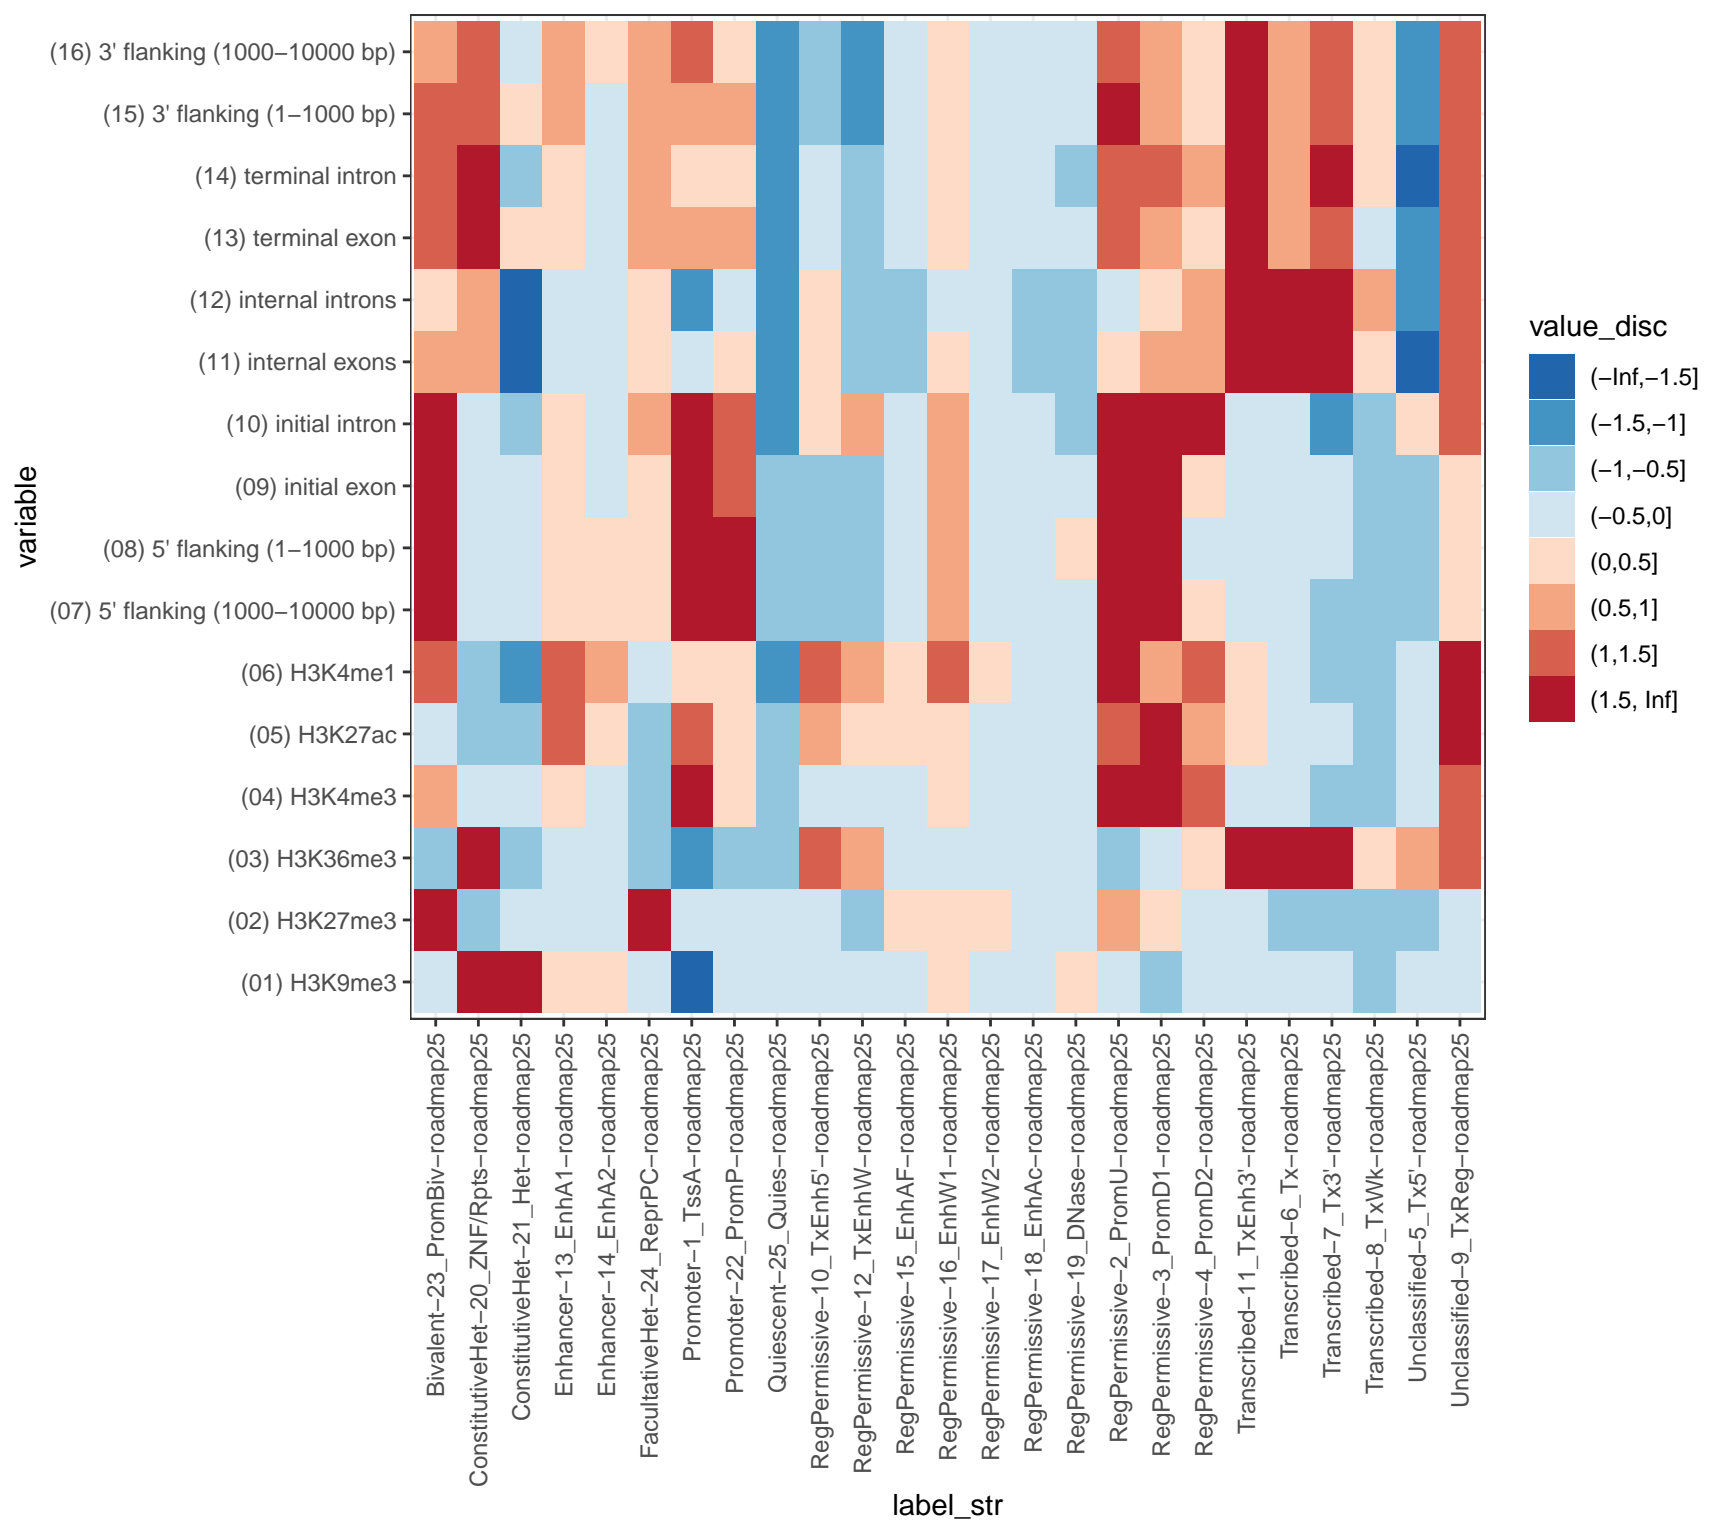 (16) 3' flanking (1000−10000 bp)
(15) 3' flanking (1−1000 bp)
(14) terminal intron
(13) terminal exon
(12) internal introns
(11) internal exons
(10) initial intron
(09) initial exon
(08) 5' flanking (1−1000 bp)
(07) 5' flanking (1000−10000 bp)
(06) H3K4me1
(05) H3K27ac
(04) H3K4me3
(03) H3K36me3
(02) H3K27me3
(01) H3K9me3
variable
Bivalent−23_PromBiv−roadmap25
ConstitutiveHet−20_ZNF/Rpts−roadmap25
ConstitutiveHet−21_Het−roadmap25
Enhancer−13_EnhA1−roadmap25
Enhancer−14_EnhA2−roadmap25
FacultativeHet−24_ReprPC−roadmap25
Promoter−1_TssA−roadmap25
Promoter−22_PromP−roadmap25
Quiescent−25_Quies−roadmap25
RegPermissive−10_TxEnh5'−roadmap25
RegPermissive−12_TxEnhW−roadmap25
RegPermissive−15_EnhAF−roadmap25
RegPermissive−16_EnhW1−roadmap25
RegPermissive−17_EnhW2−roadmap25
RegPermissive−18_EnhAc−roadmap25
RegPermissive−19_DNase−roadmap25
RegPermissive−2_PromU−roadmap25
RegPermissive−3_PromD1−roadmap25
RegPermissive−4_PromD2−roadmap25
Transcribed−11_TxEnh3'−roadmap25
Transcribed−6_Tx−roadmap25
Transcribed−7_Tx3'−roadmap25
Transcribed−8_TxWk−roadmap25
Unclassified−5_Tx5'−roadmap25
Unclassified−9_TxReg−roadmap25
label_str
value_disc
(−Inf,−1.5]
(−1.5,−1]
(−1,−0.5]
(−0.5,0]
(0,0.5]
(0.5,1]
(1,1.5]
(1.5, Inf]